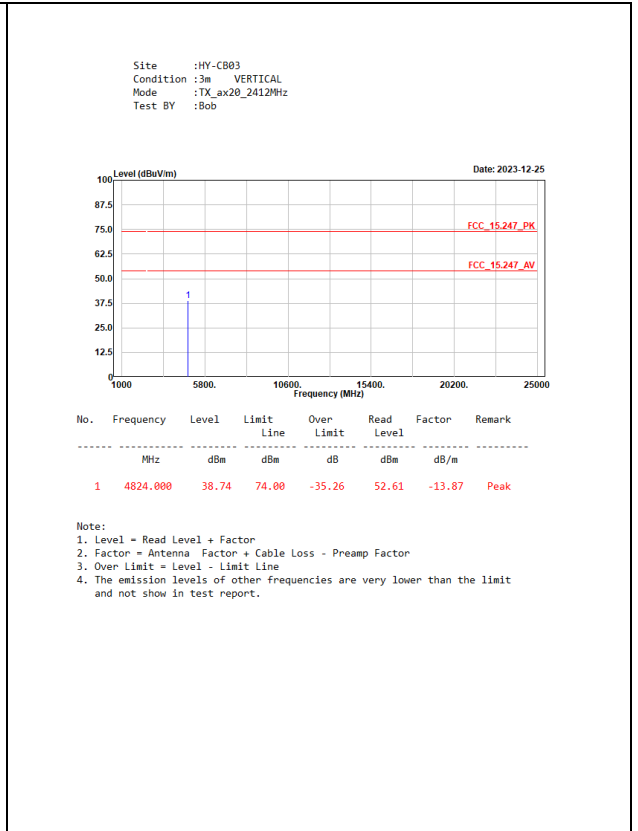 Site :HY-CB03
Condition :3m VERTICAL
Mode :TX_ax20_2412MHz
Test BY :Bob
Level (dBuV/m) Date: 2023-12-25
100
87.5
75.0
FCC_15.247_PK
62.5
FCC_15.247_AV
50.0
37.5
1
25.0
12.5
0
1000 5800. 10600. 15400. 20200. 25000
Frequency (MHz)
No. Frequency Level Limit Over Read Factor Remark
Line Limit Level
------ ----------- -------- --------- --------- --------- -------- ---------
MHz dBm dBm dB dBm dB/m
1 4824.000 38.74 74.00 -35.26 52.61 -13.87 Peak
Note:
1. Level = Read Level + Factor
2. Factor = Antenna Factor + Cable Loss - Preamp Factor
3. Over Limit = Level - Limit Line
4. The emission levels of other frequencies are very lower than the limit
and not show in test report.